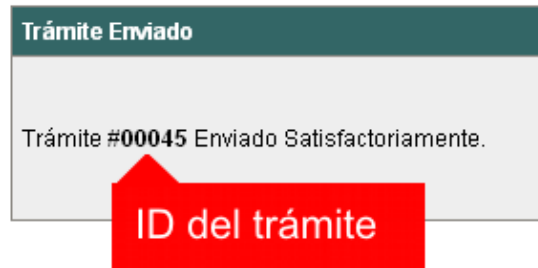 Trámite Enviado
Trámite #00045 Enviado Satisfactoriamente.
ID del trámite